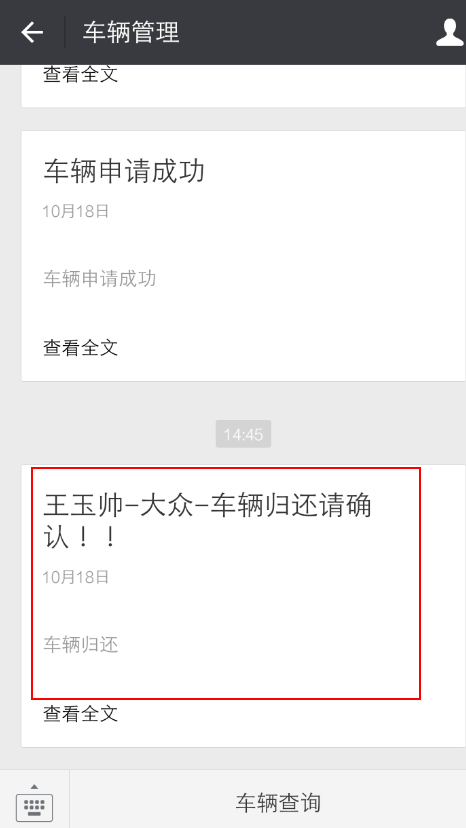 车辆管理
查看全文
车辆申请成功
10月18日
车辆申请成功
查看全文
14:45
王玉帅-大众-车辆归还请确
认！！
10月18日
车辆归还
查看全文
车辆查询